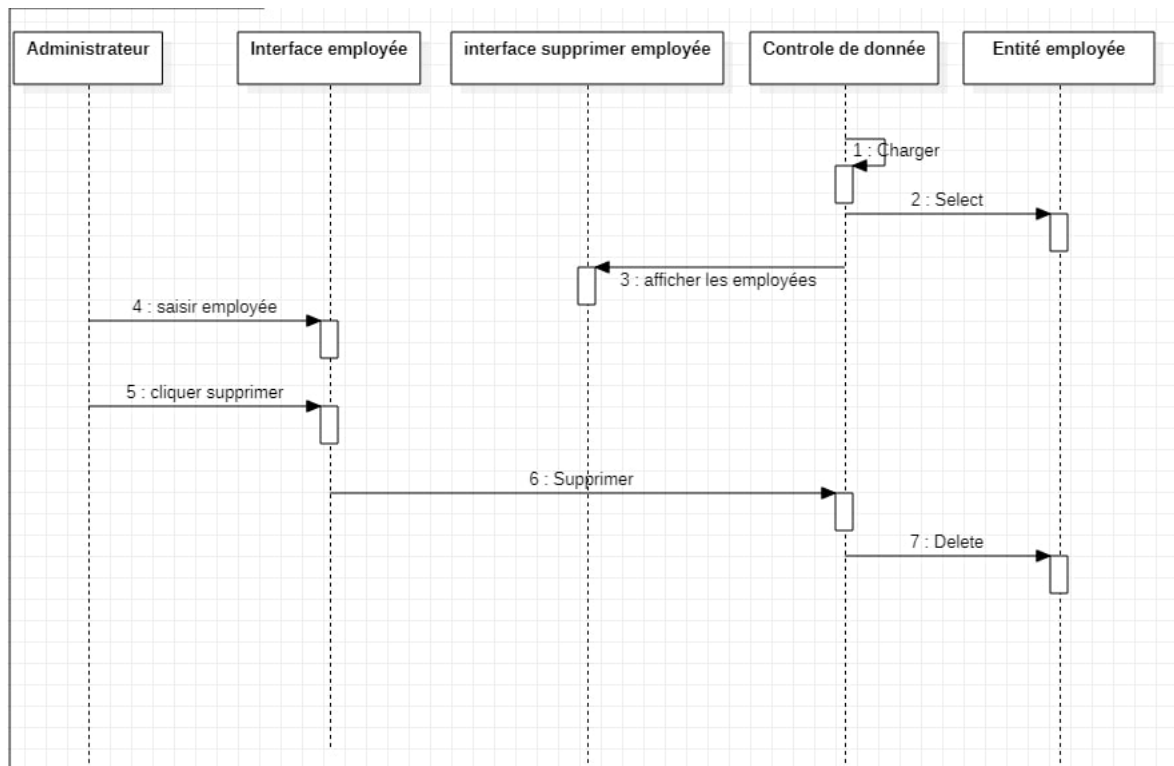 Administrateur
Interface employée
interface supprimer employée
Controle de donnée
Entité employée
1 : Charger
2 : Select
3 : afficher les employées
4 : saisir employée
5 : cliquer supprimer
6 : Supprimer
7 : Delete